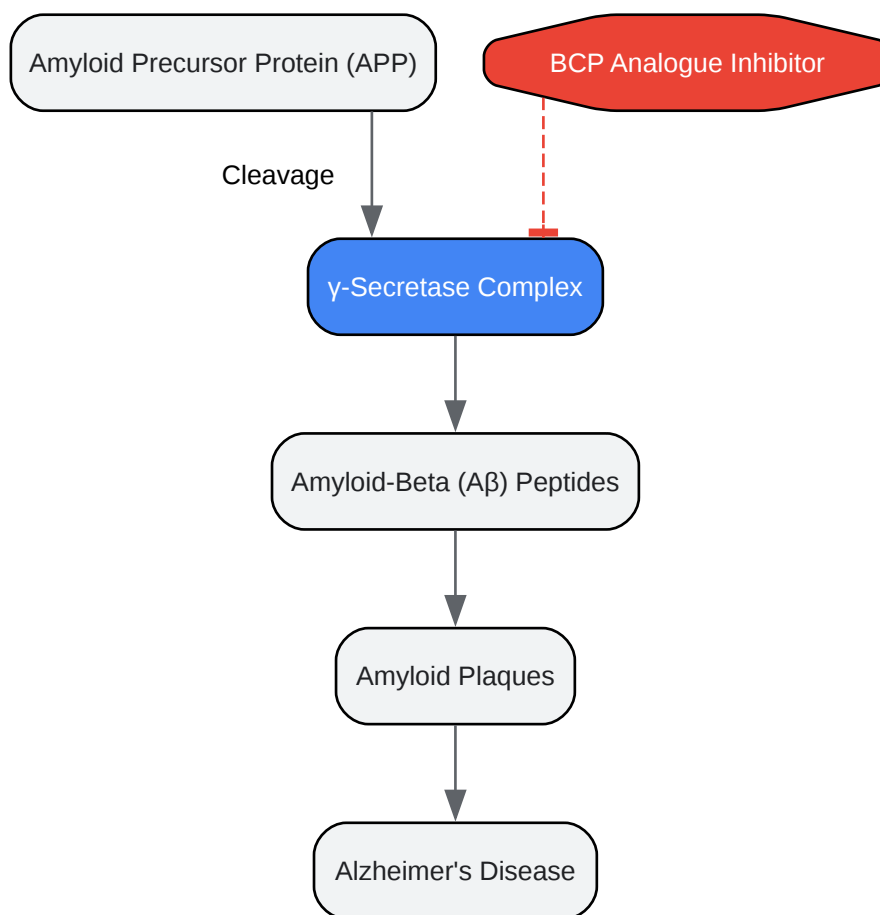 Amyloid Precursor Protein (APP)
BCP Analogue Inhibitor
Cleavage
γ-Secretase Complex
Amyloid-Beta (Aβ) Peptides
Amyloid Plaques
Alzheimer's Disease